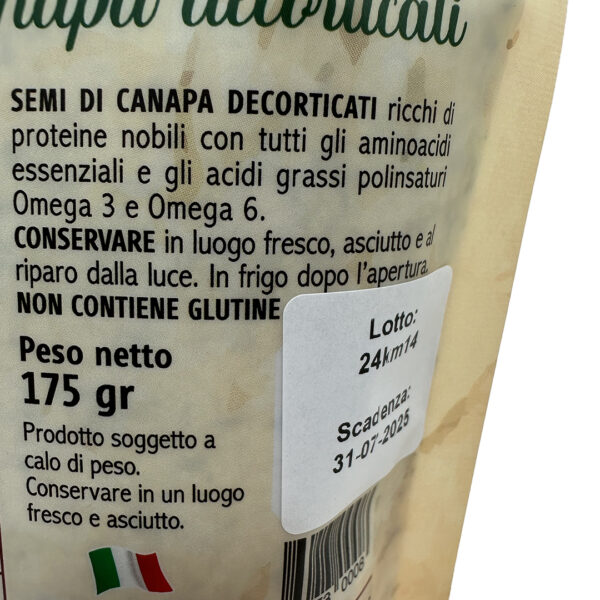 canapa decorticati
SEMI DI CANAPA DECORTICATI ricchi di
proteine nobili con tutti gli aminoacidi
essenziali e gli acidi grassi polinsaturi
Omega 3 e Omega 6.
CONSERVARE in luogo fresco, asciutto e al
riparo dalla luce. In frigo dopo l'apertura.
NON CONTIENE GLUTINE
Peso netto
175 gr
Prodotto soggetto a
calo di peso.
Conservare in un luogo
fresco e asciutto.
Lotto:
24km14
Scadenza:
31-07-2025